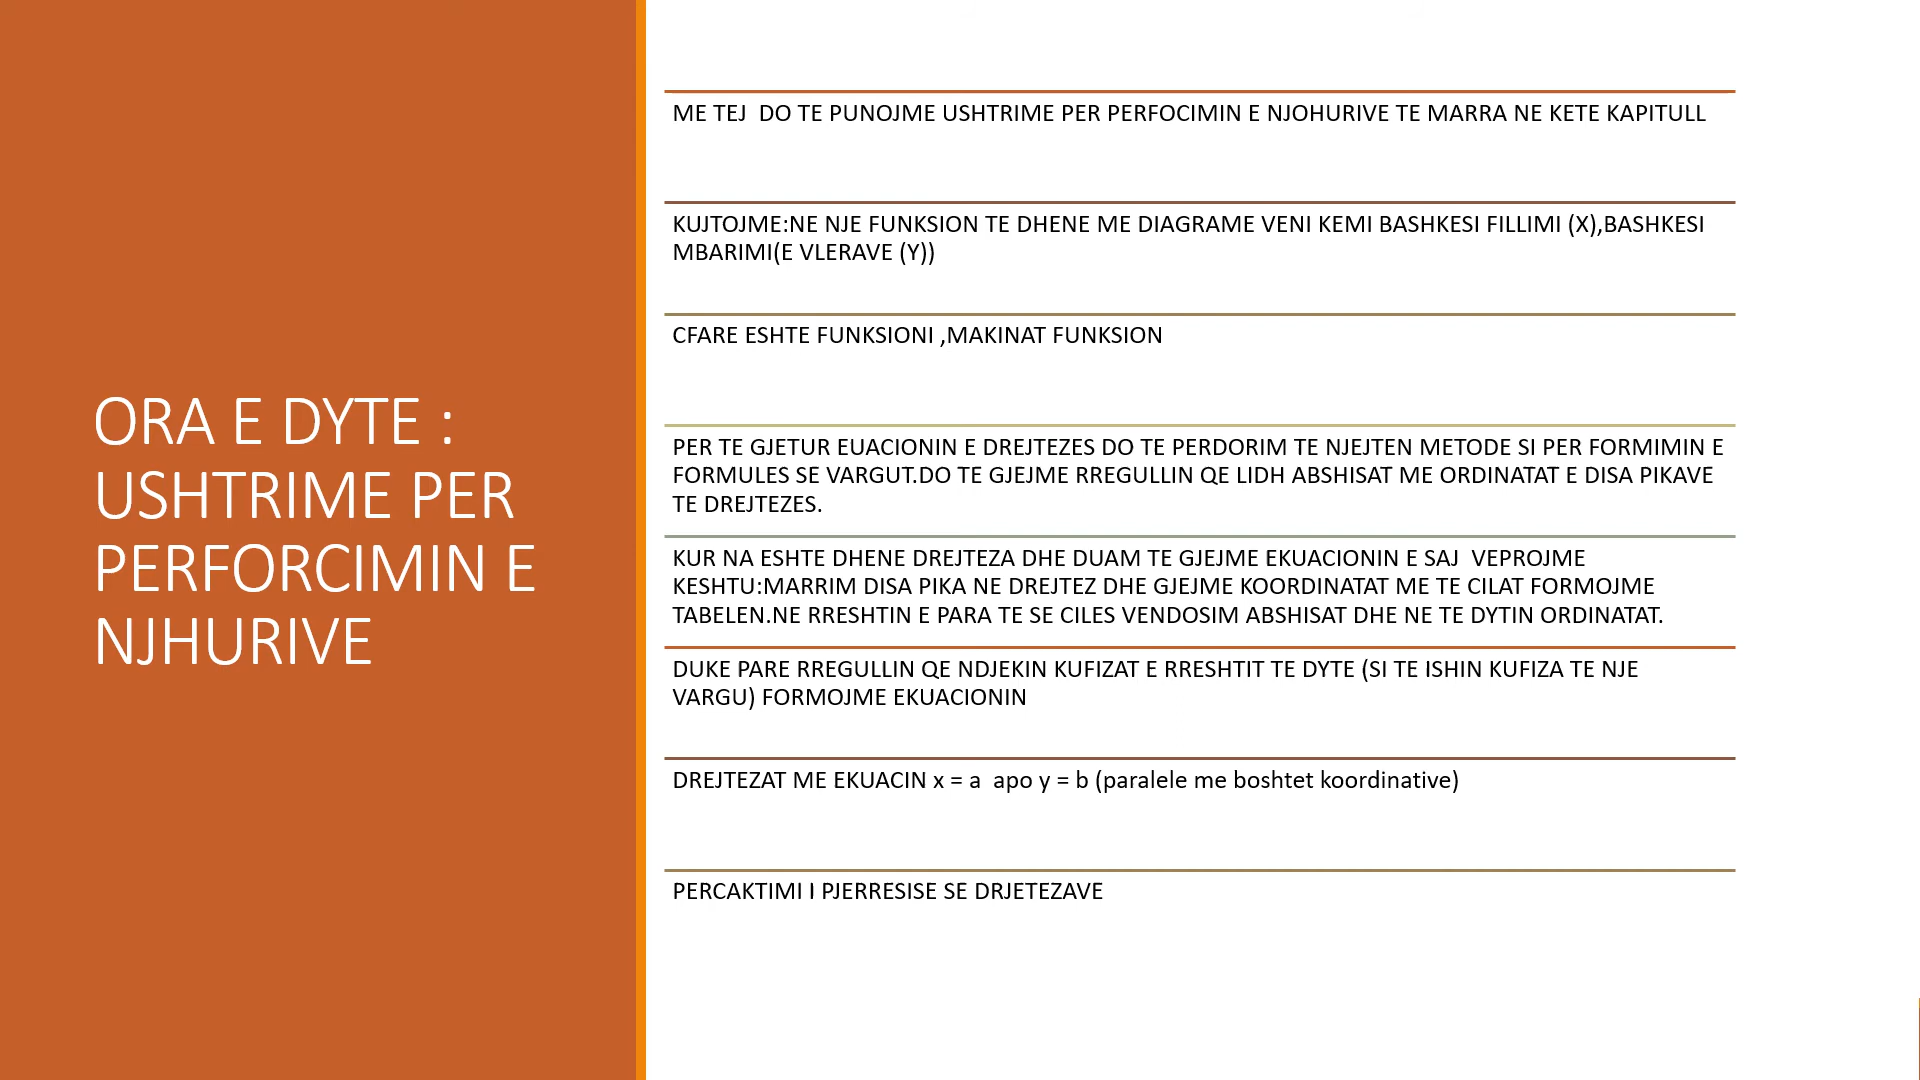 ORA E DYTE :
USHTRIME PER
PERFORCIMIN E
NJHURIVE
ME TEJ  DO TE PUNOJME USHTRIME PER PERFOCIMIN E NJOHURIVE TE MARRA NE KETE KAPITULL
KUJTOJME:NE NJE FUNKSION TE DHENE ME DIAGRAME VENI KEMI BASHKESI FILLIMI (X),BASHKESI
MBARIMI(E VLERAVE (Y))
CFARE ESHTE FUNKSIONI ,MAKINAT FUNKSION
PER TE GJETUR EUACIONIN E DREJTEZES DO TE PERDORIM TE NJEJTEN METODE SI PER FORMIMIN E
FORMULES SE VARGUT.DO TE GJEJME RREGULLIN QE LIDH ABSHISAT ME ORDINATAT E DISA PIKAVE
TE DREJTEZES.
KUR NA ESHTE DHENE DREJTEZA DHE DUAM TE GJEJME EKUACIONIN E SAJ  VEPROJME
KESHTU:MARRIM DISA PIKA NE DREJTEZ DHE GJEJME KOORDINATAT ME TE CILAT FORMOJME
TABELEN.NE RRESHTIN E PARA TE SE CILES VENDOSIM ABSHISAT DHE NE TE DYTIN ORDINATAT.
DUKE PARE RREGULLIN QE NDJEKIN KUFIZAT E RRESHTIT TE DYTE (SI TE ISHIN KUFIZA TE NJE
VARGU) FORMOJME EKUACIONIN
DREJTEZAT ME EKUACIN x = a  apo y = b (paralele me boshtet koordinative)
PERCAKTIMI I PJERRESISE SE DRJETEZAVE